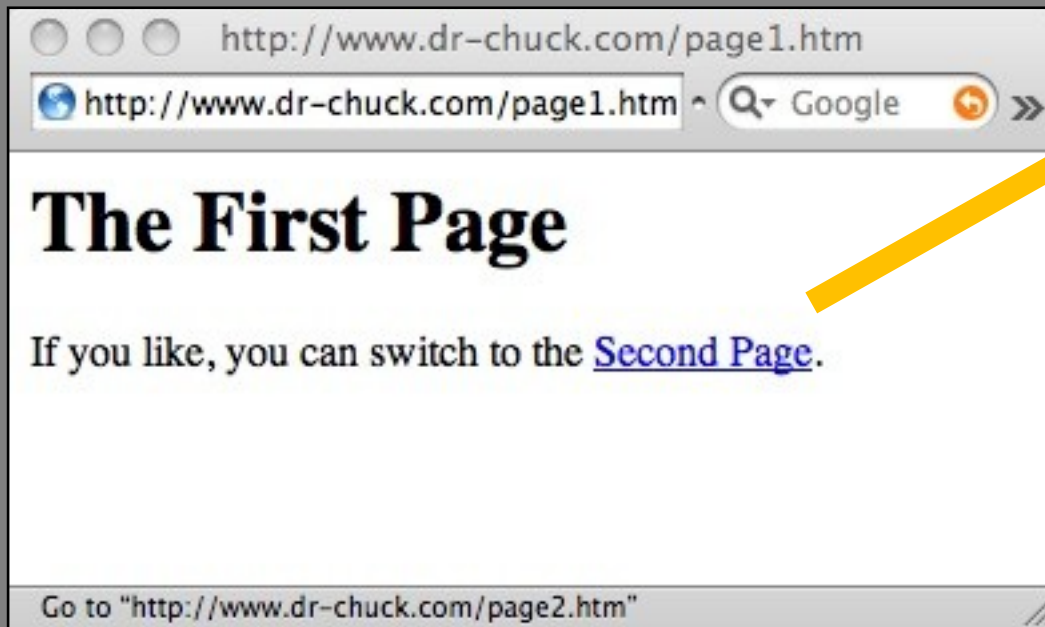 http://www.dr-chuck.com/page1.htm
http://www.dr-chuck.com/page1.htm Google
The First Page
If you like, you can switch to the Second Page.
Go to “http://www.dr-chuck.com/page2.htm”